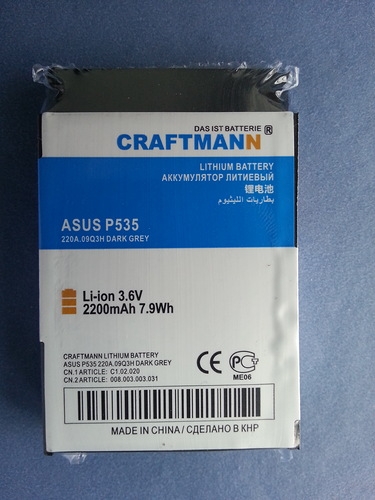 DAS IST BATTERIE
CRAFTMANN ®
LITHIUM BATTERY
АККУМУЛЯТОР ЛИТИЕВЫЙ
锂电池
بطاريات الليثيوم
ASUS P535
220A.09Q3H DARK GREY
Li-ion 3.6V
2200mAh 7.9Wh
CRAFTMANN LITHIUM BATTERY
ASUS P535 220A.09Q3H DARK GREY
CN.1 ARTICLE: C1.02.020
CN.2 ARTICLE: 008.003.003.031
CE PCT
ME06
MADE IN CHINA / СДЕЛАНО В КНР